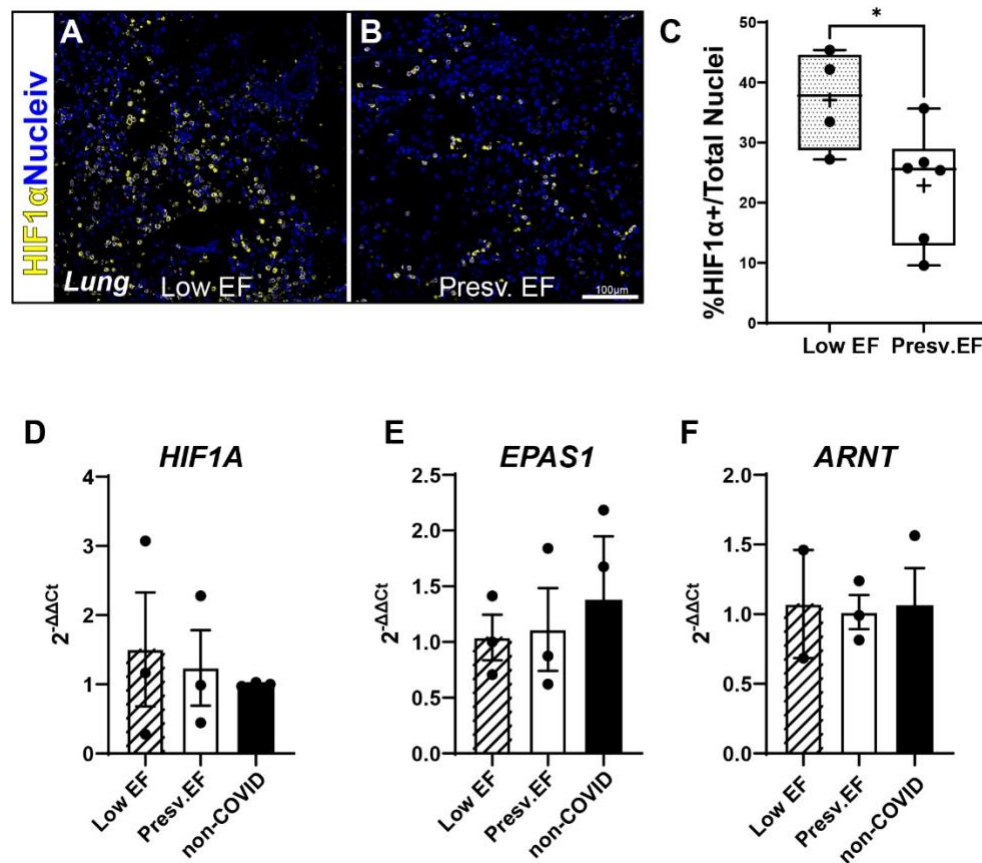 A
B
HIF1αNucleiv
Lung
Low EF
Presv. EF
100μm
C
*
%HIF1α+/Total Nuclei
50
40
30
20
10
0
Low EF
Presv.EF
D
HIF1A
2-ΔΔCt
4
3
2
1
0
Low EF
Presv.EF
non-COVID
E
EPAS1
2-ΔΔCt
2.5
2.0
1.5
1.0
0.5
0.0
Low EF
Presv.EF
non-COVID
F
ARNT
2-ΔΔCt
2.0
1.5
1.0
0.5
0.0
Low EF
Presv.EF
non-COVID